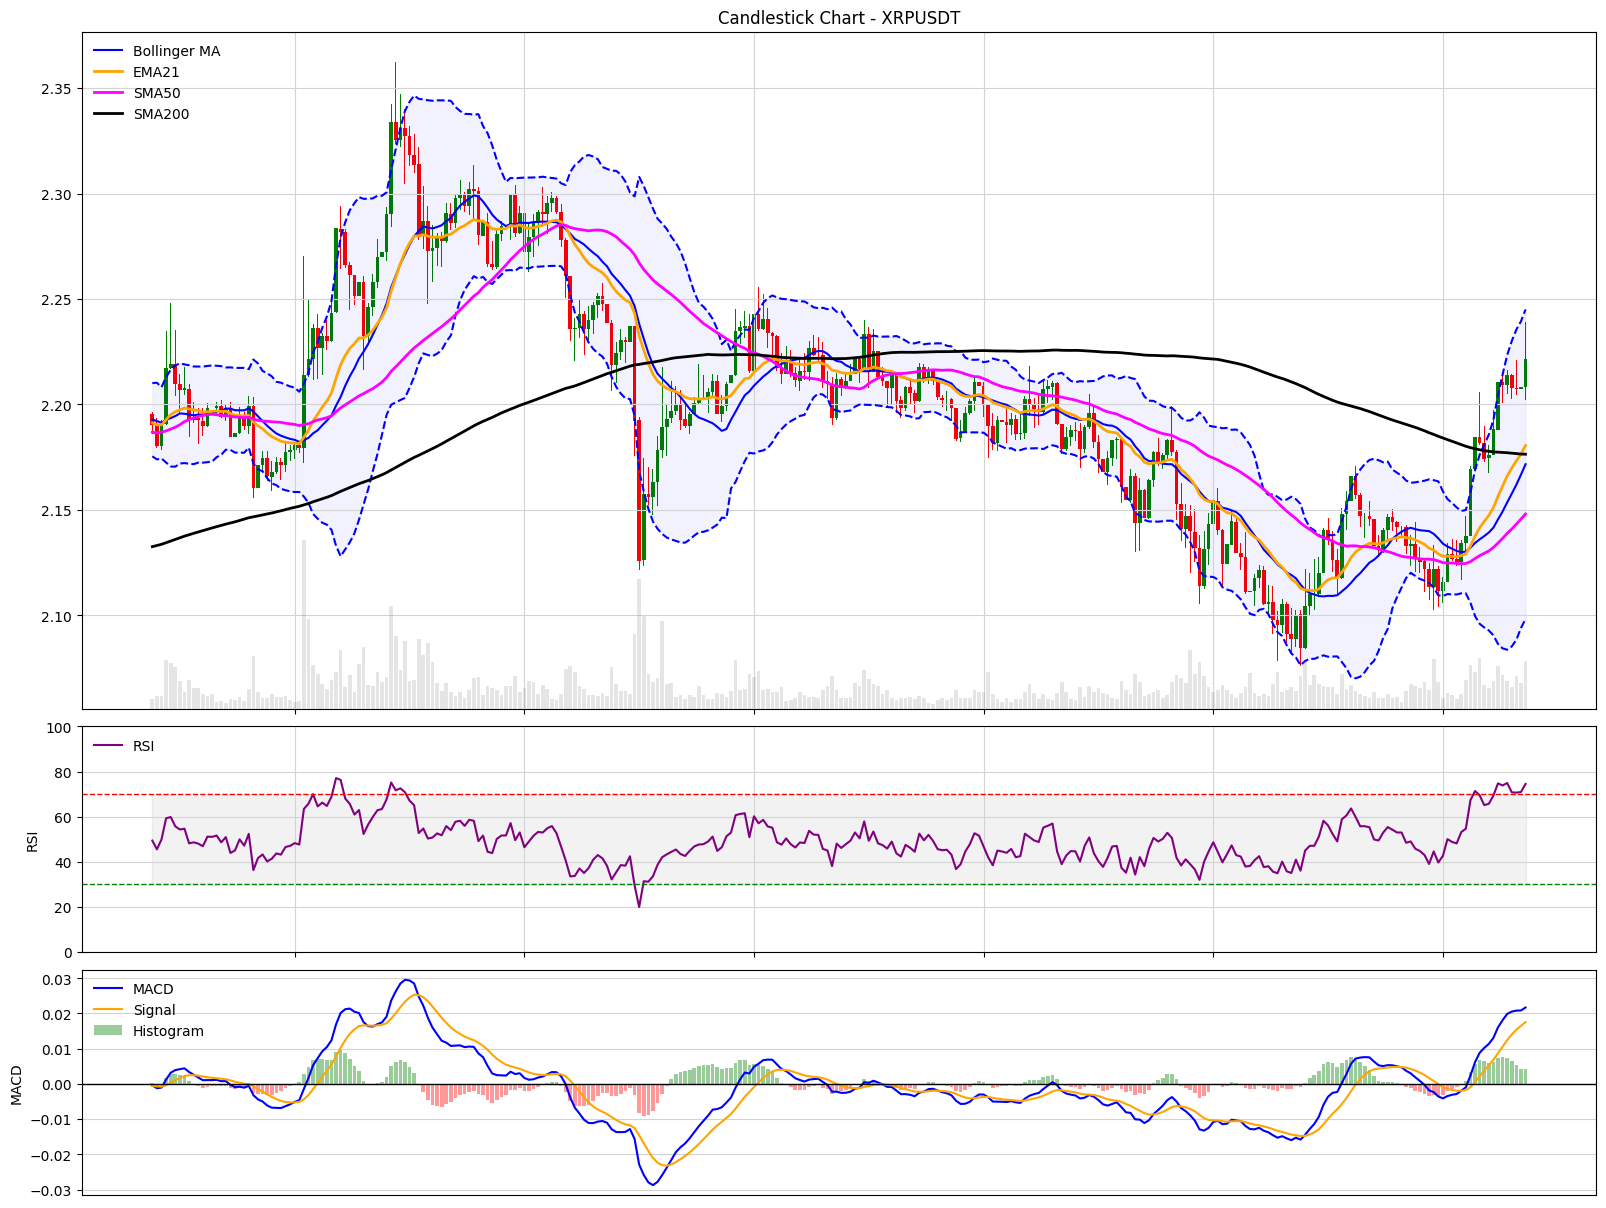 Candlestick Chart - XRPUSDT
Bollinger MA
EMA21
SMA50
SMA200
2.35
2.30
2.25
2.20
2.15
2.10
RSI
100
80
60
40
20
0
RSI
MACD
Signal
Histogram
0.03
0.02
0.01
0.00
−0.01
−0.02
−0.03
MACD